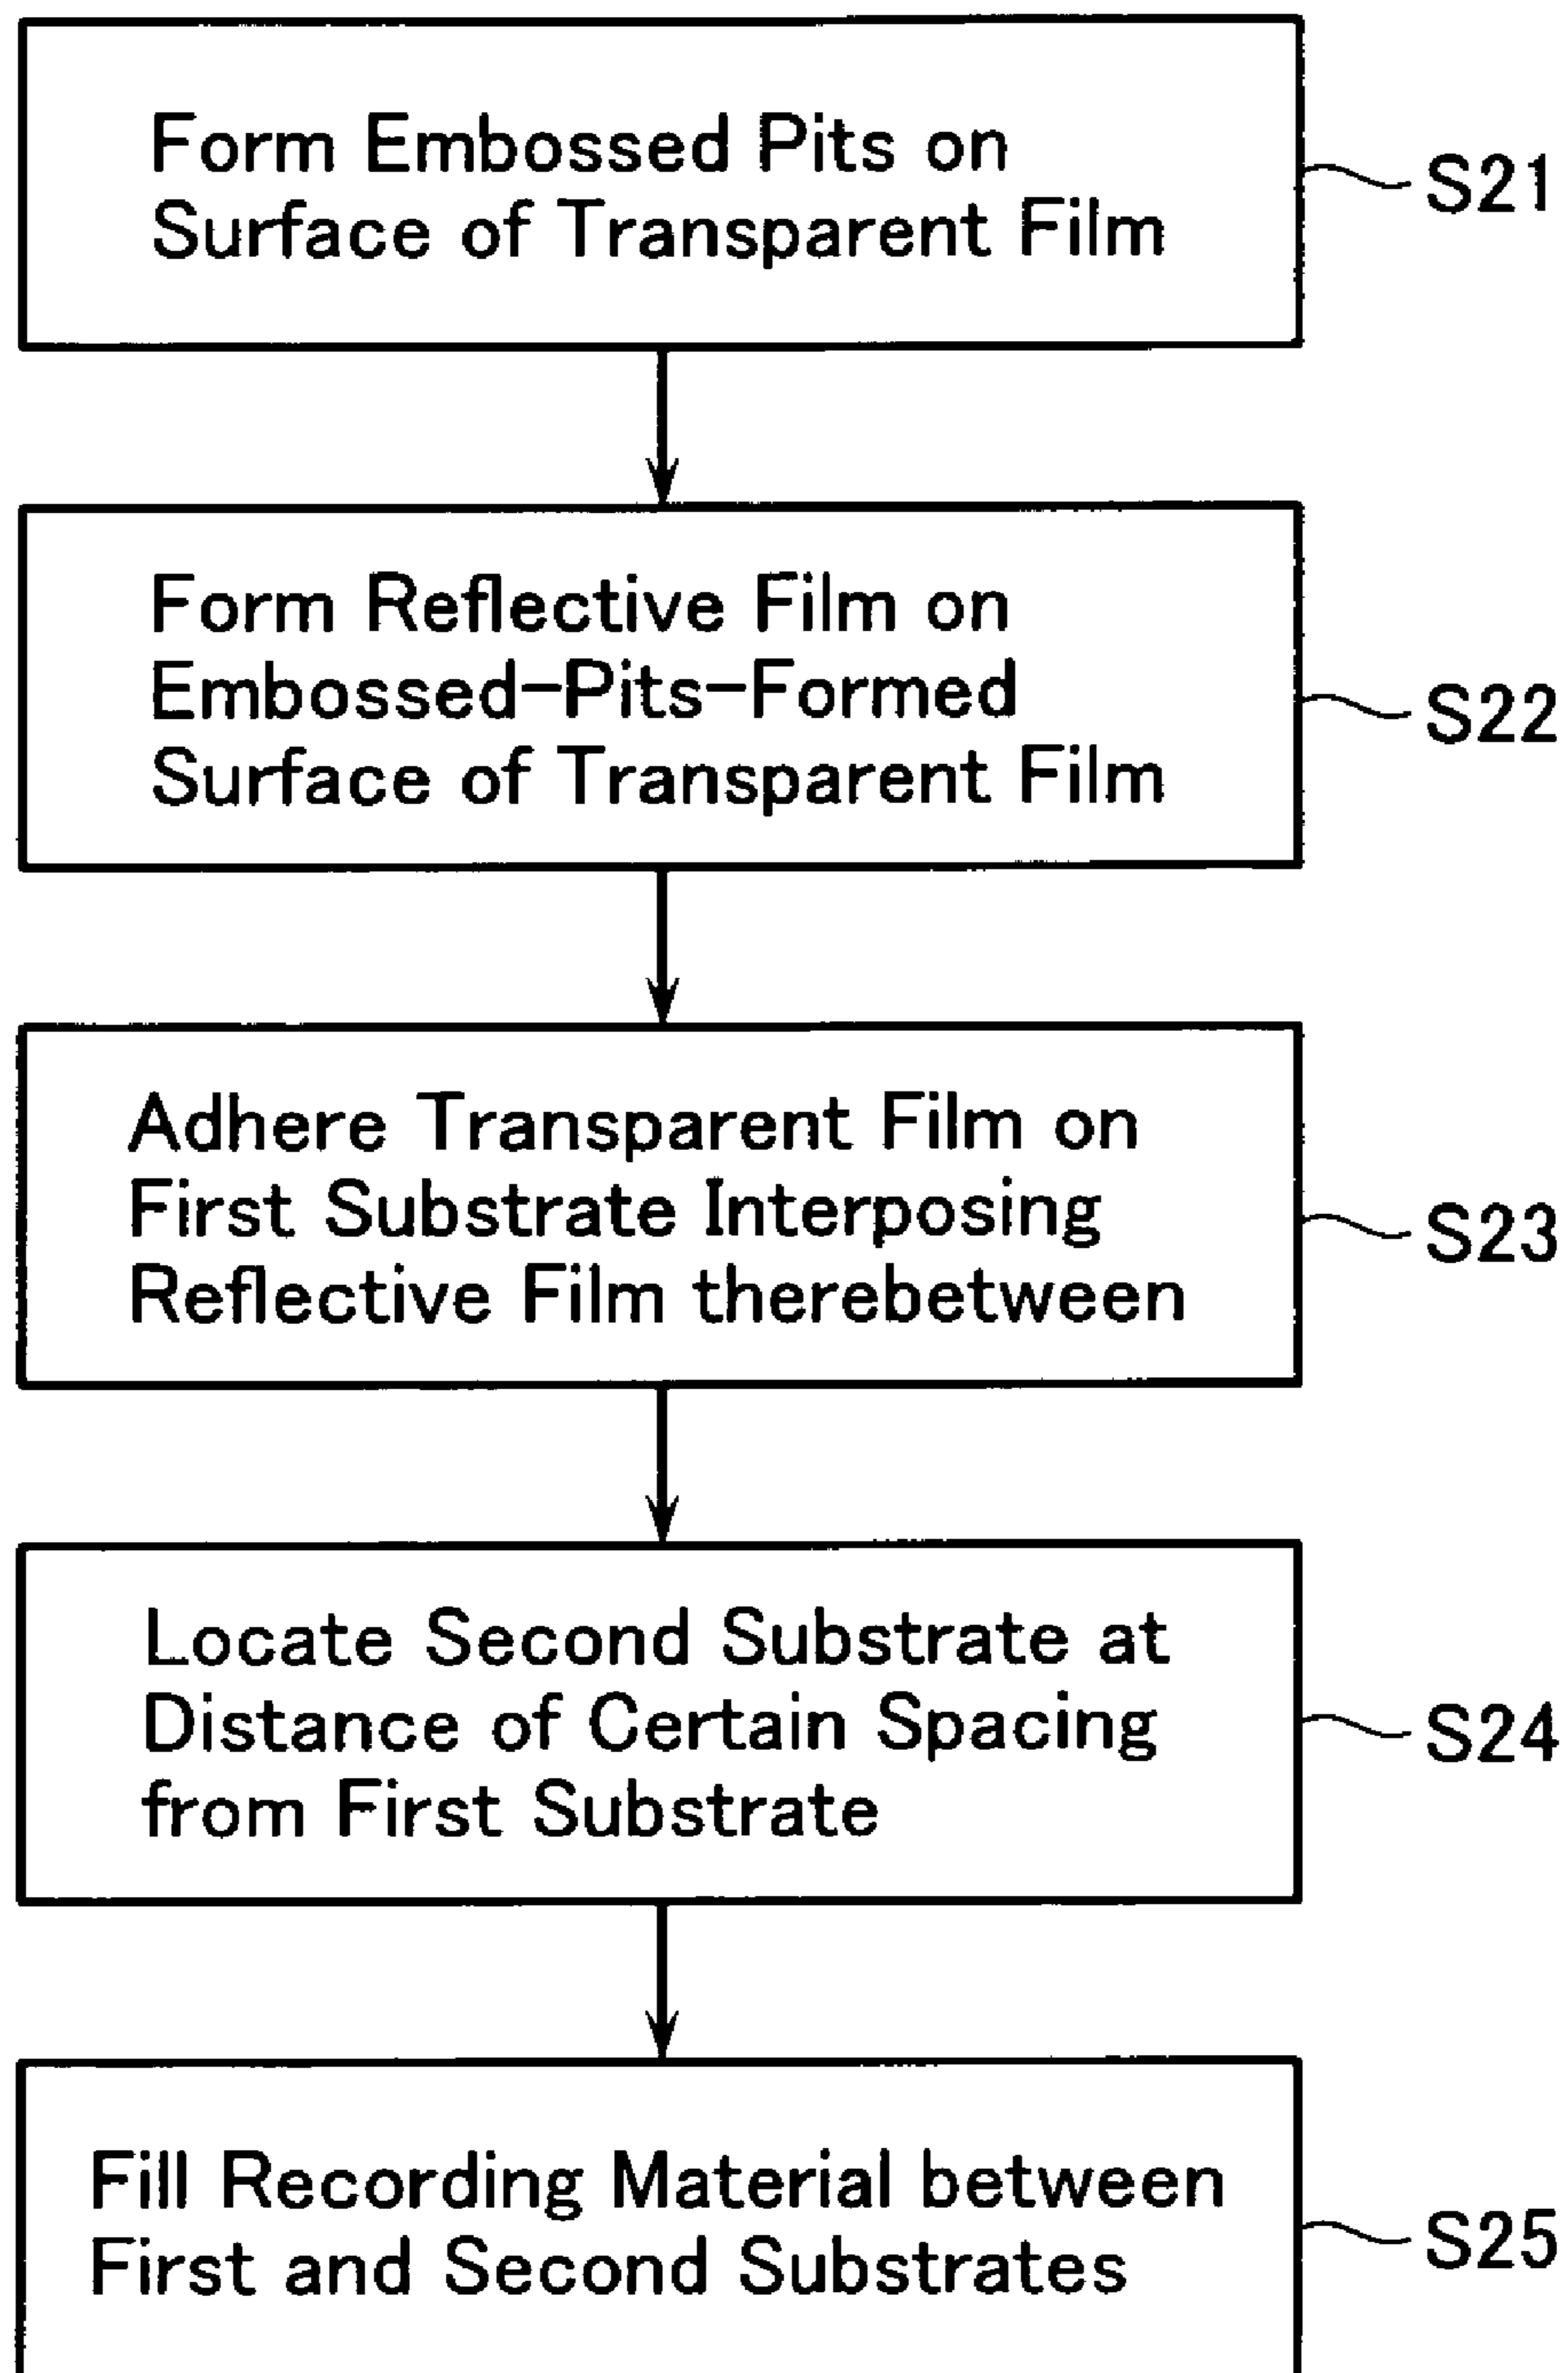 Form Embossed Pits on
Surface of Transparent Film
S21
Form Reflective Film on
Embossed-Pits-Formed
Surface of Transparent Film
S22
Adhere Transparent Film on
First Substrate Interposing
Reflective Film therebetween
S23
Locate Second Substrate at
Distance of Certain Spacing
from First Substrate
S24
Fill Recording Material between
First and Second Substrates
S25